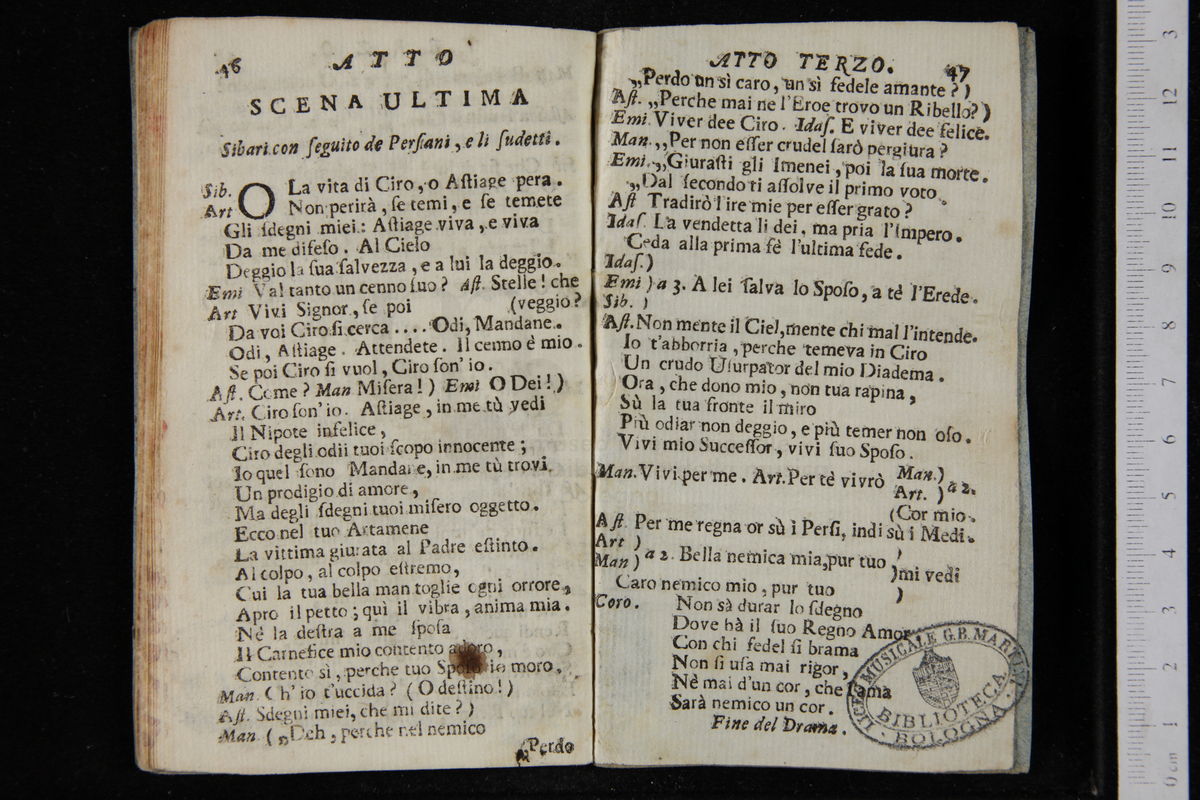 46 ATTO
SCENA ULTIMA
Sibari con ſeguito de Perſiani, e li ſudetti.
Sib. O La vita di Ciro, o Aſtiage pera.
Art Non perirà, ſe temi, e ſe temete
Gli ſdegni miei: Aſtiage viva, e viva
Da me difeſo. Al Cielo
Deggio la ſua ſalvezza, e a lui la deggio.
Emi Val tanto un cenno ſuo? Aſt. Stelle! che
Art Vivi Signor, ſe poi (veggio?
Da voi Ciro ſi cerca .... Odi, Mandane.
Odi, Aſtiage. Attendete. Il cenno è mio.
Se poi Ciro ſi vuol, Ciro ſon' io.
Aſt. Come? Man Miſera!) Emi O Dei!)
Art. Ciro ſon' io. Aſtiage, in me tù vedi
Il Nipote infelice,
Ciro degli odii tuoi ſcopo innocente;
Io quel ſono Mandane, in me tù trovi
Un prodigio di amore,
Ma degli ſdegni tuoi miſero oggetto.
Ecco nel tuo Artamene
La vittima giurata al Padre eſtinto.
Al colpo, al colpo eſtremo,
Cui la tua bella man toglie ogni orrore,
Apro il petto; quì il vibra, anima mia.
Nè la deſtra a me ſpoſa
Il Carnefice mio contento adoro,
Contento sì, perche tuo Spoſo io moro.
Man. Ch' io t'uccida? (O deſtino!)
Aſt. Sdegni miei, che mi dite?)
Man. („Deh, perche nel nemico
„Perdo
ATTO TERZO. 47
„Perdo un sì caro, un sì fedele amante?)
Aſt. „Perche mai ne l'Eroe trovo un Ribello?)
Emi. Viver dee Ciro. Idaſ. E viver dee felice.
Man. „Per non eſſer crudel ſarò pergiura?
Emi. „Giuraſti gli Imenei, poi la ſua morte.
„Dal ſecondo ti aſſolve il primo voto.
Aſt Tradirò l'ire mie per eſſer grato?
Idaſ. La vendetta li dei, ma pria l'Impero.
Ceda alla prima fè l'ultima fede.
Idaſ.)
Emi ) a 3. A lei ſalva lo Spoſo, a tè l'Erede.
Sib. )
Aſt. Non mente il Ciel, mente chi mal l'intende.
Io t'abborria, perche temeva in Ciro
Un crudo Uſurpator del mio Diadema.
Ora, che dono mio, non tua rapina,
Sù la tua fronte il miro
Più odiar non deggio, e più temer non oſo.
Vivi mio Succeſſor, vivi ſuo Spoſo.
Man. Vivi per me. Art. Per tè vivrò Man.)
Art. ) a 2.
(Cor mio.
Aſt. Per me regna or sù i Perſi, indi sù i Medi.
Art )
Man ) a 2. Bella nemica mia, pur tuo )
)mi vedi
Caro nemico mio, pur tuo )
Coro. Non sà durar lo ſdegno
Dove hà il ſuo Regno Amor
Con chi fedel ſi brama
Non ſi uſa mai rigor,
Nè mai d'un cor, che ſama
Sarà nemico un cor.
Fine del Drama.
LICEO MUSICALE G.B. MARTINI
BIBLIOTECA
BOLOGNA
0 cm 1 2 3 4 5 6 7 8 9 10 11 12 3